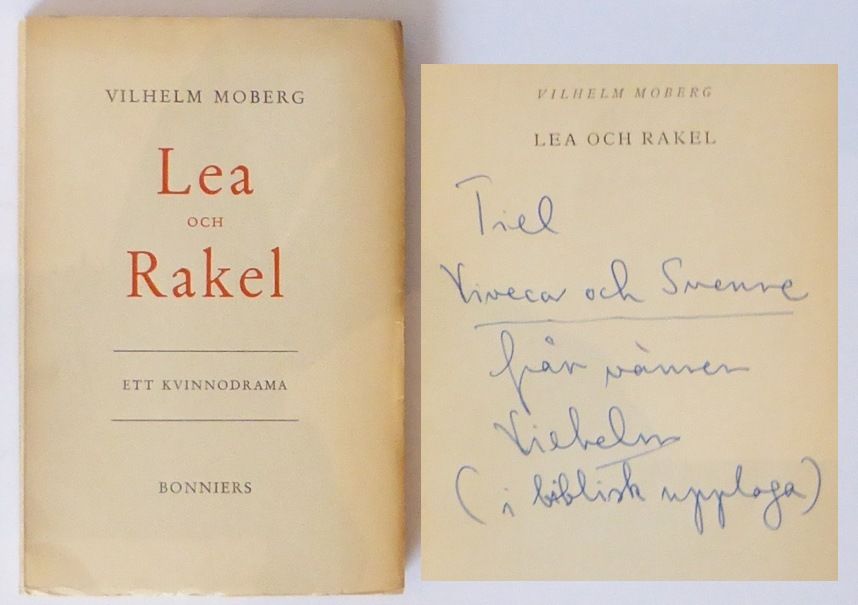 VILHELM MOBERG
Lea
OCH
Rakel
ETT KVINNODRAMA
BONNIERS
VILHELM MOBERG
LEA OCH RAKEL
Till
Viveca och Svenne
från vännen
Vilhelm
(i biblisk upplaga)